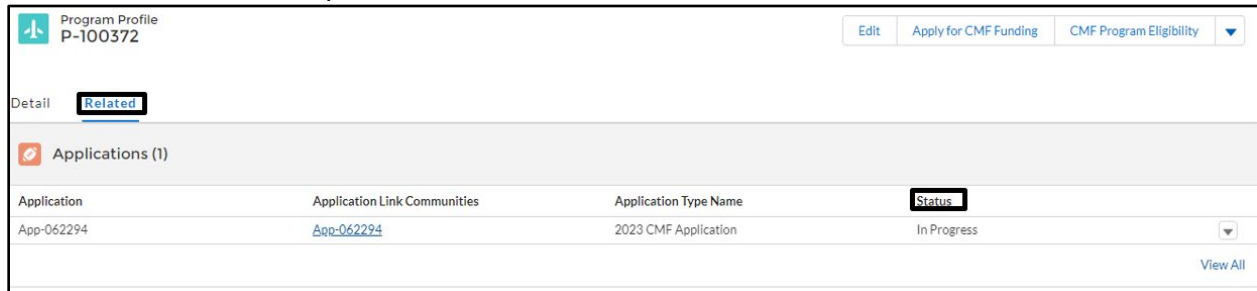 Program Profile
P-100372
Edit Apply for CMF Funding CMF Program Eligibility
Detail Related
Applications (1)
Application Application Link Communities Application Type Name Status
App-062294 App-062294 2023 CMF Application In Progress
View All